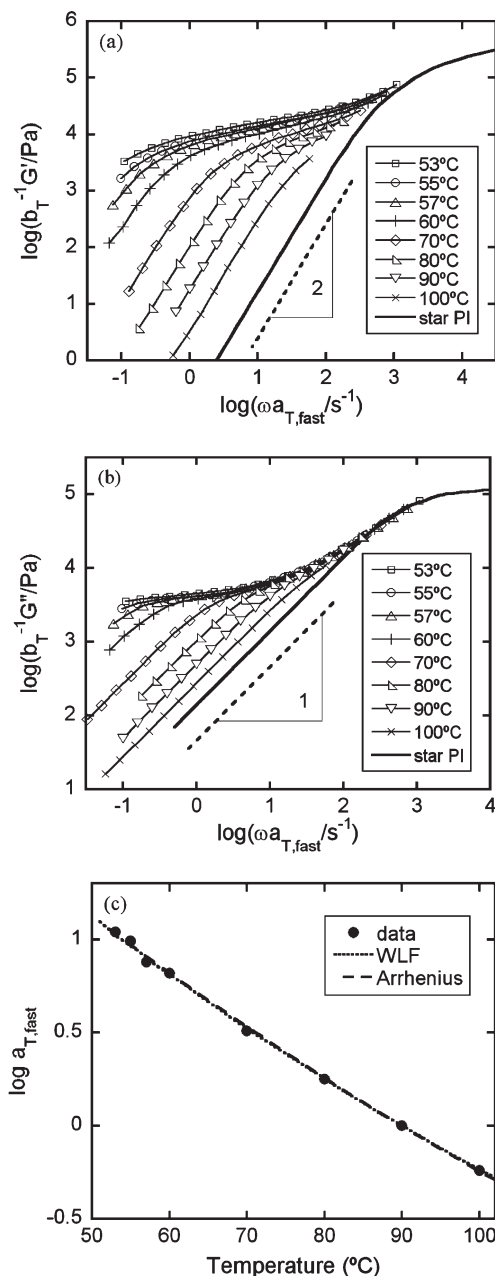 (a)
6
5
4
3
2
1
0
log(b_T^-1G'/Pa)
53ºC
55ºC
57ºC
60ºC
70ºC
80ºC
90ºC
100ºC
star PI
2
-1 0 1 2 3 4
log(ωa_T,fast/s^-1)
(b)
5
4
3
2
1
log(b_T^-1G"/Pa)
53ºC
55ºC
57ºC
60ºC
70ºC
80ºC
90ºC
100ºC
star PI
1
-1 0 1 2 3 4
log(ωa_T,fast/s^-1)
(c)
data
WLF
Arrhenius
1
0.5
0
-0.5
log a_T,fast
50 60 70 80 90 100
Temperature (ºC)